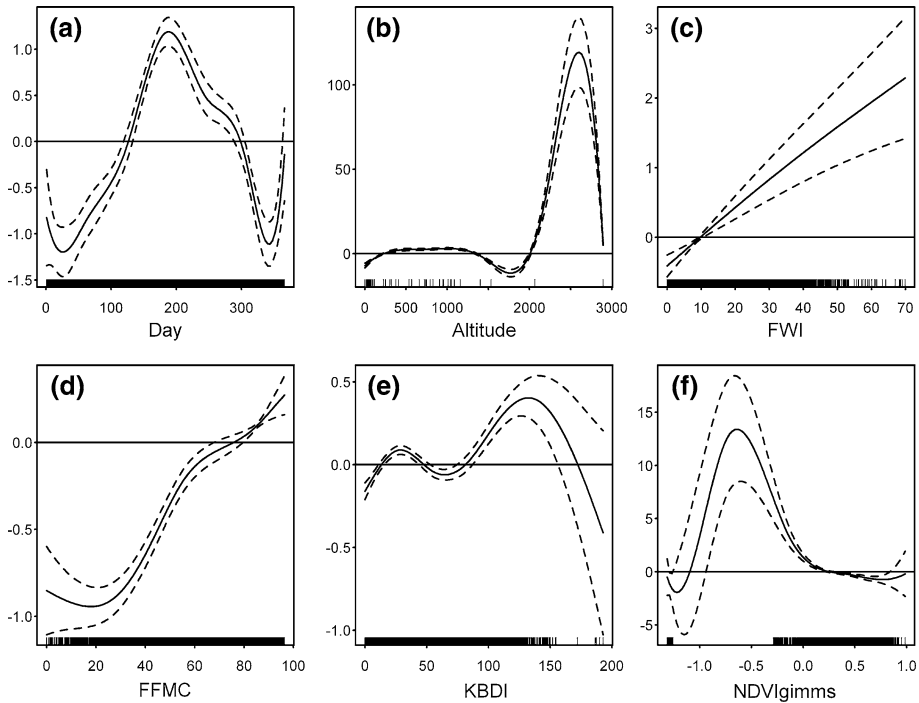 (a)
1.0
0.5
0.0
-0.5
-1.0
-1.5
0 100 200 300
Day
(b)
100
50
0
0 500 1000 2000 3000
Altitude
(c)
3
2
1
0
0 10 20 30 40 50 60 70
FWI
(d)
0.0
-0.5
-1.0
0 20 40 60 80 100
FFMC
(e)
0.5
0.0
-0.5
-1.0
0 50 100 150 200
KBDI
(f)
15
10
5
0
-5
-1.0 -0.5 0.0 0.5 1.0
NDVIgimms